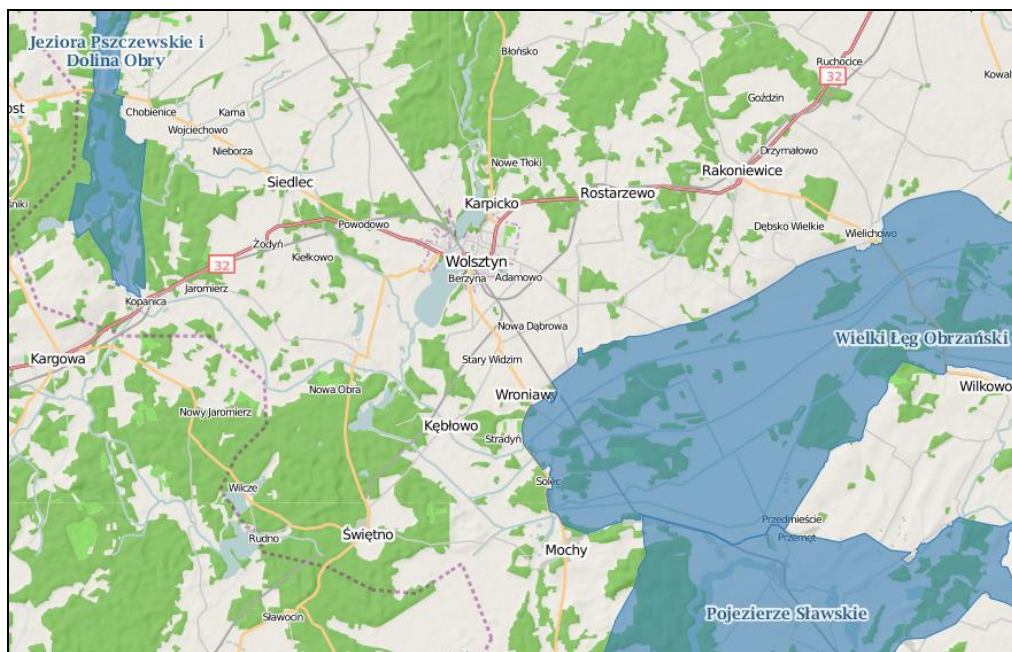 Jeziora Pszczewskie i
Dolina Obry
Błońsko
Ruchocice
32
Kowal
Goździn
ost
Chobienice
Karna
Wojciechowo
Nieborza
Drzymałowo
Nowe Tłoki
Rakoniewice
Siedlec
Rostarzewo
Karpicko
śniki
Powodowo
Dębsko Wielkie
Wielichowo
Żodyń
Kiełkowo
32
Wolsztyn
Berzyna
Adamowo
Jaromierz
Kopanica
Nowa Dąbrowa
Wielki Łęg Obrzański
Kargowa
Stary Widzim
Nowa Obra
Wilkowo
Wroniawy
Nowy Jaromierz
Kębłowo
Stradyń
Solec
Wilcze
Przedmieście
Świętno
Rudno
Przemęt
Mochy
Sławocin
Pojezierze Sławskie